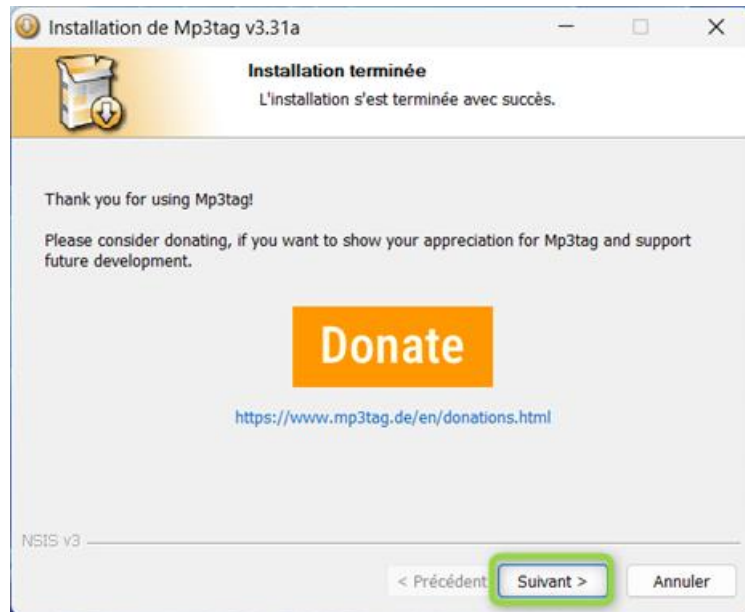 Installation de Mp3tag v3.31a
Installation terminée
L'installation s'est terminée avec succès.
Thank you for using Mp3tag!
Please consider donating, if you want to show your appreciation for Mp3tag and support
future development.
Donate
https://www.mp3tag.de/en/donations.html
NSIS v3
< Précédent
Suivant >
Annuler